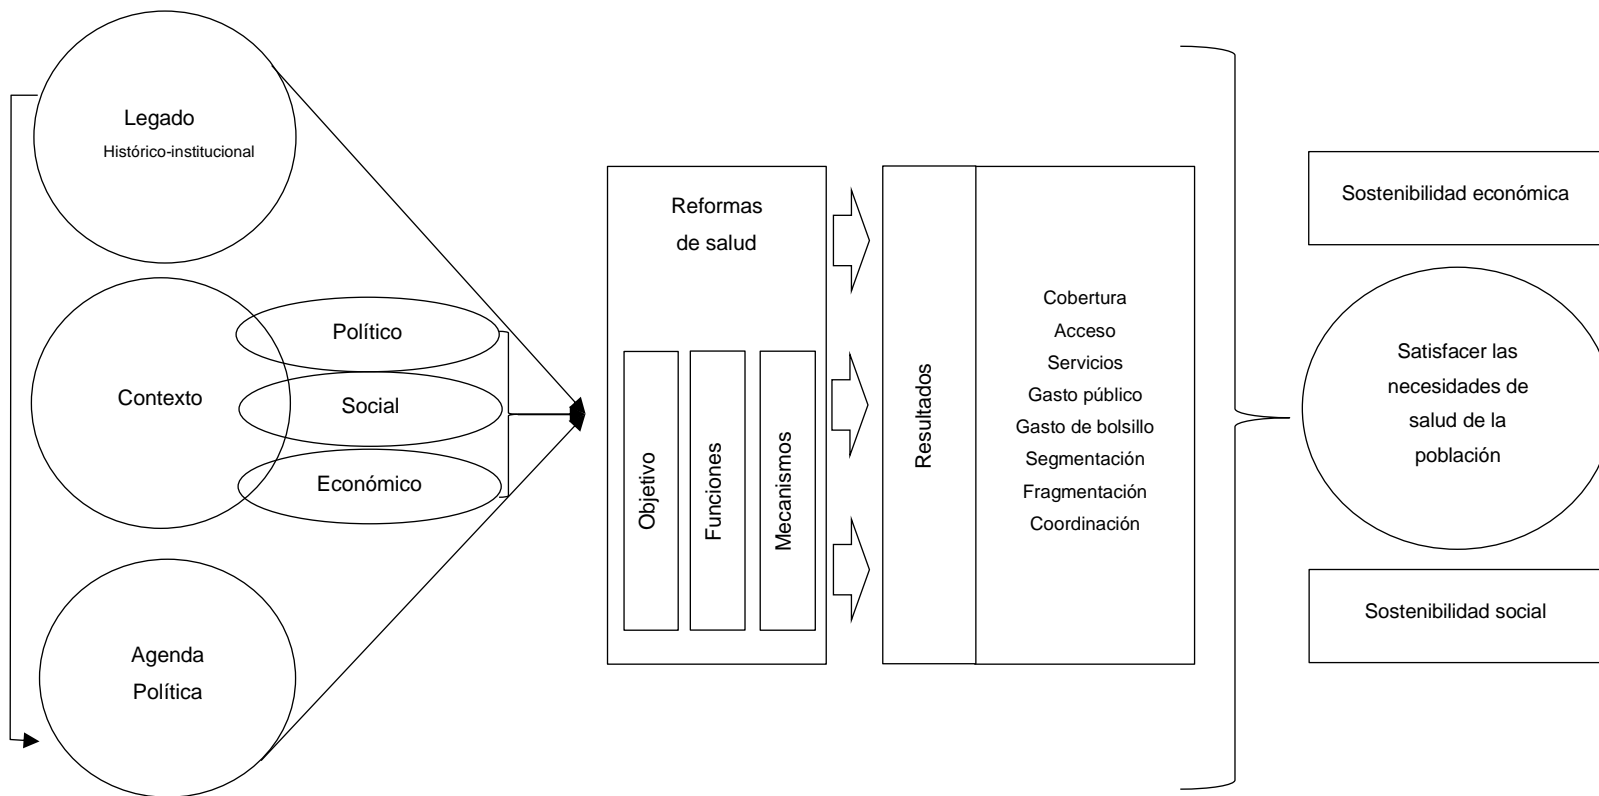 Legado
Histórico-institucional
Contexto
Político
Social
Económico
Agenda
Política
Reformas
de salud
Objetivo
Funciones
Mecanismos
Resultados
Cobertura
Acceso
Servicios
Gasto público
Gasto de bolsillo
Segmentación
Fragmentación
Coordinación
Sostenibilidad económica
Satisfacer las
necesidades de
salud de la
población
Sostenibilidad social